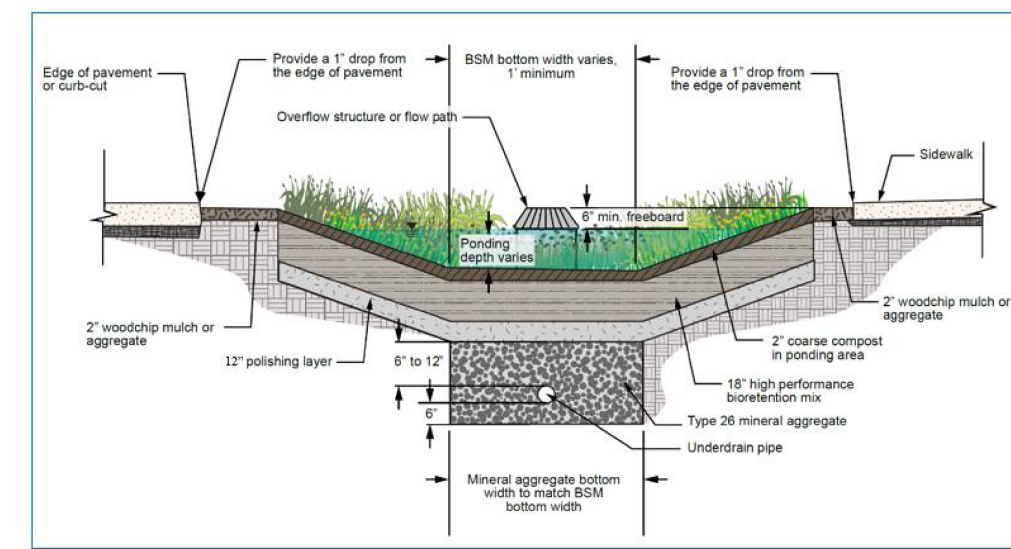 Edge of pavement
or curb-cut
Provide a 1" drop from
the edge of pavement
BSM bottom width varies,
1' minimum
Provide a 1" drop from
the edge of pavement
Overflow structure or flow path
Sidewalk
6" min. freeboard
Ponding
depth varies
2" woodchip mulch or
aggregate
12" polishing layer
6" to 12"
6"
2" woodchip mulch or
aggregate
2" coarse compost
in ponding area
18" high performance
bioretention mix
Type 26 mineral aggregate
Underdrain pipe
Mineral aggregate bottom
width to match BSM
bottom width